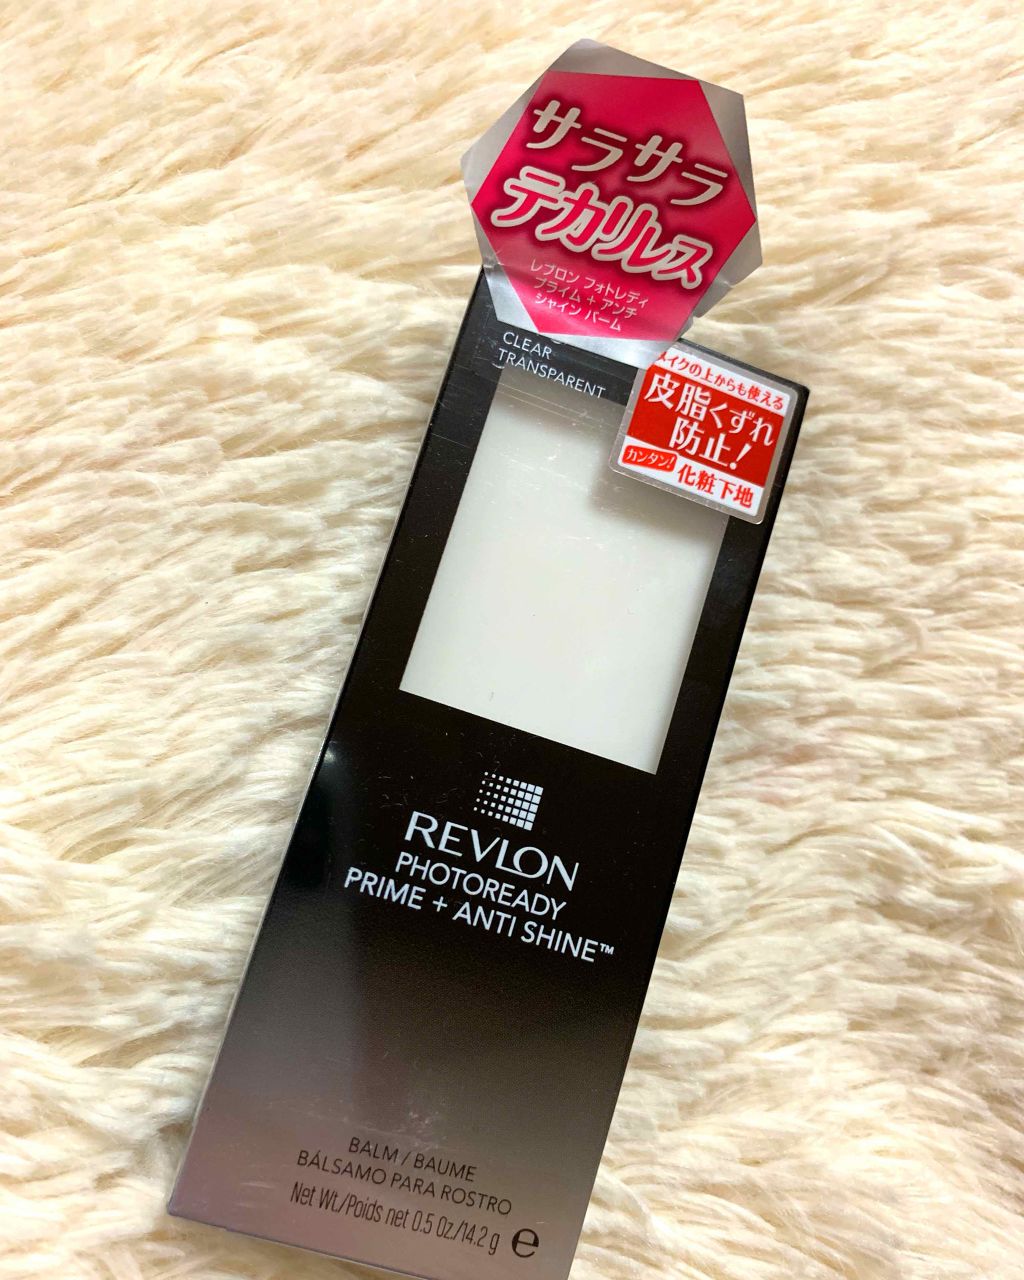 サラサラ
テカリレス
レブロン フォトレディ
プライム + アンチ
シャイン バーム
CLEAR
TRANSPARENT
メイクの上からも使える
皮脂くずれ
防止!
カンタン! 化粧下地
REVLON
PHOTOREADY
PRIME + ANTI SHINE™
BALM / BAUME
BÁLSAMO PARA ROSTRO
Net Wt./Poids net 0.5 Oz./14.2 g ℮